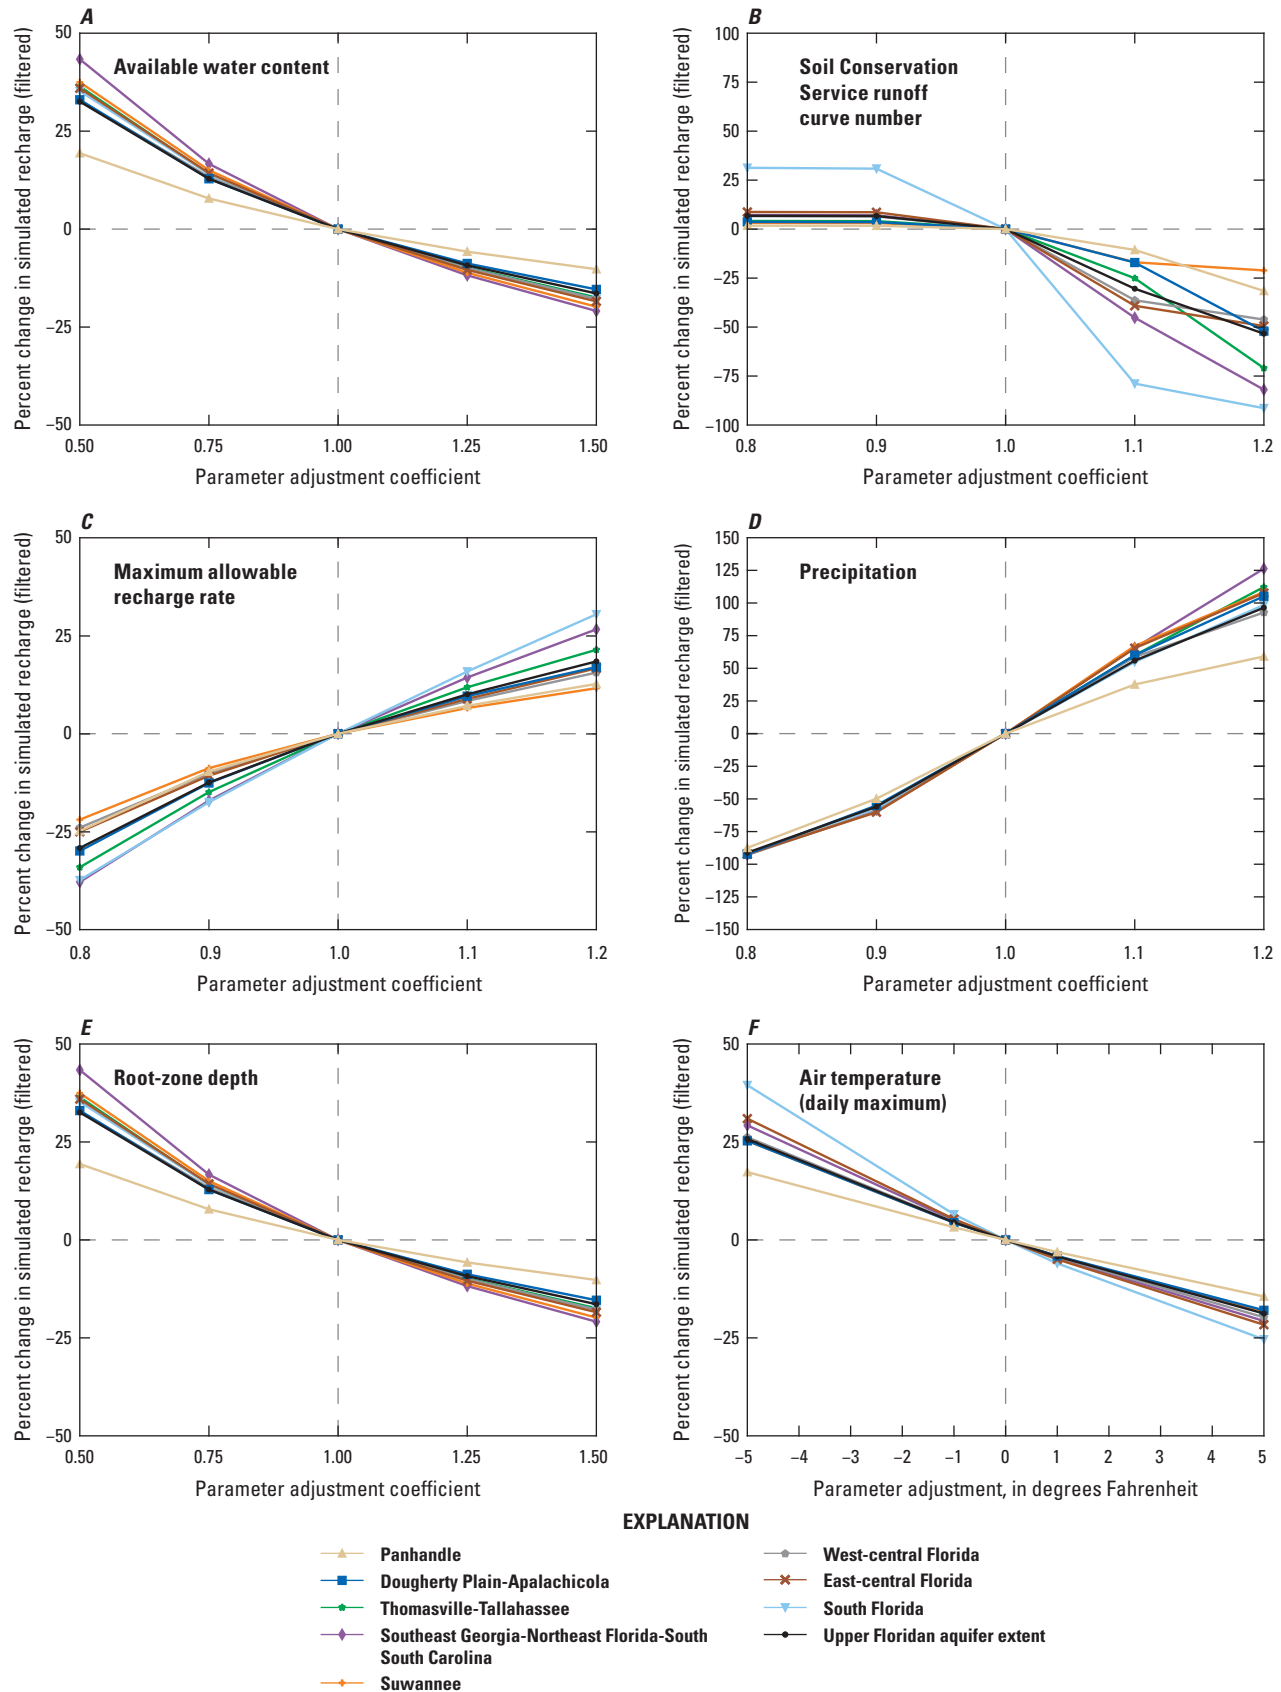 A
Percent change in simulated recharge (filtered)
Available water content
50
25
0
–25
–50
0.50 0.75 1.00 1.25 1.50
Parameter adjustment coefficient
B
Percent change in simulated recharge (filtered)
Soil Conservation
Service runoff
curve number
100
75
50
25
0
–25
–50
–75
–100
0.8 0.9 1.0 1.1 1.2
Parameter adjustment coefficient
C
Percent change in simulated recharge (filtered)
Maximum allowable
recharge rate
50
25
0
–25
–50
0.8 0.9 1.0 1.1 1.2
Parameter adjustment coefficient
D
Percent change in simulated recharge (filtered)
Precipitation
150
125
100
75
50
25
0
–25
–50
–75
–100
–125
–150
0.8 0.9 1.0 1.1 1.2
Parameter adjustment coefficient
E
Percent change in simulated recharge (filtered)
Root-zone depth
50
25
0
–25
–50
0.50 0.75 1.00 1.25 1.50
Parameter adjustment coefficient
F
Percent change in simulated recharge (filtered)
Air temperature
(daily maximum)
50
25
0
–25
–50
–5 –4 –3 –2 –1 0 1 2 3 4 5
Parameter adjustment, in degrees Fahrenheit
EXPLANATION
Panhandle
Dougherty Plain-Apalachicola
Thomasville-Tallahassee
Southeast Georgia-Northeast Florida-South
South Carolina
Suwannee
West-central Florida
East-central Florida
South Florida
Upper Floridan aquifer extent